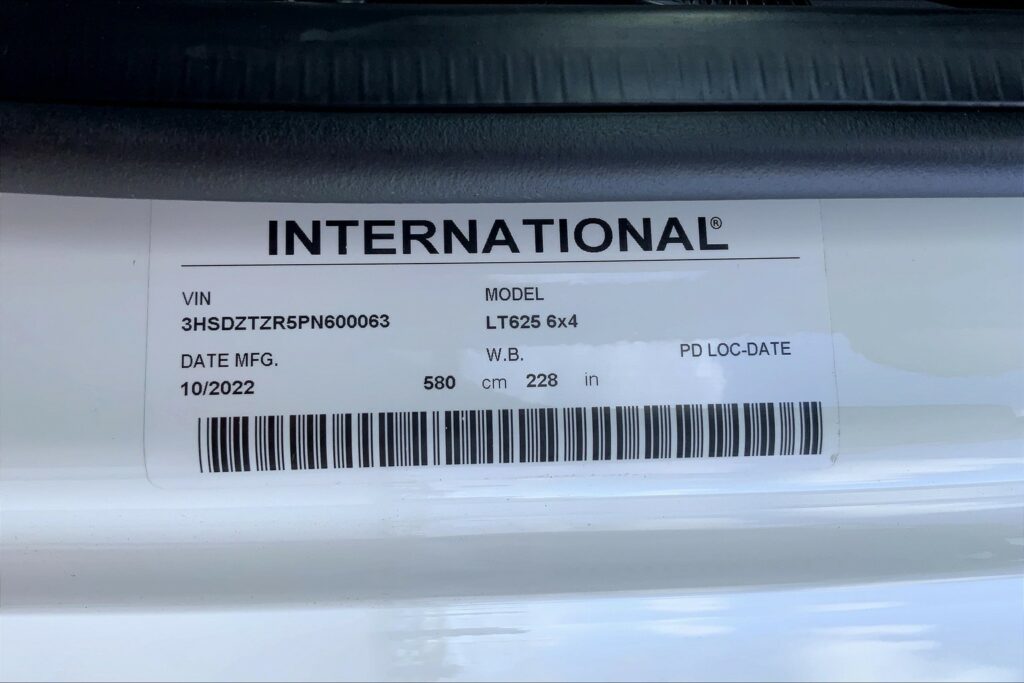 INTERNATIONAL®
VIN MODEL
3HSDZTZR5PN600063 LT625 6x4
DATE MFG. W.B. PD LOC-DATE
10/2022 580 cm 228 in